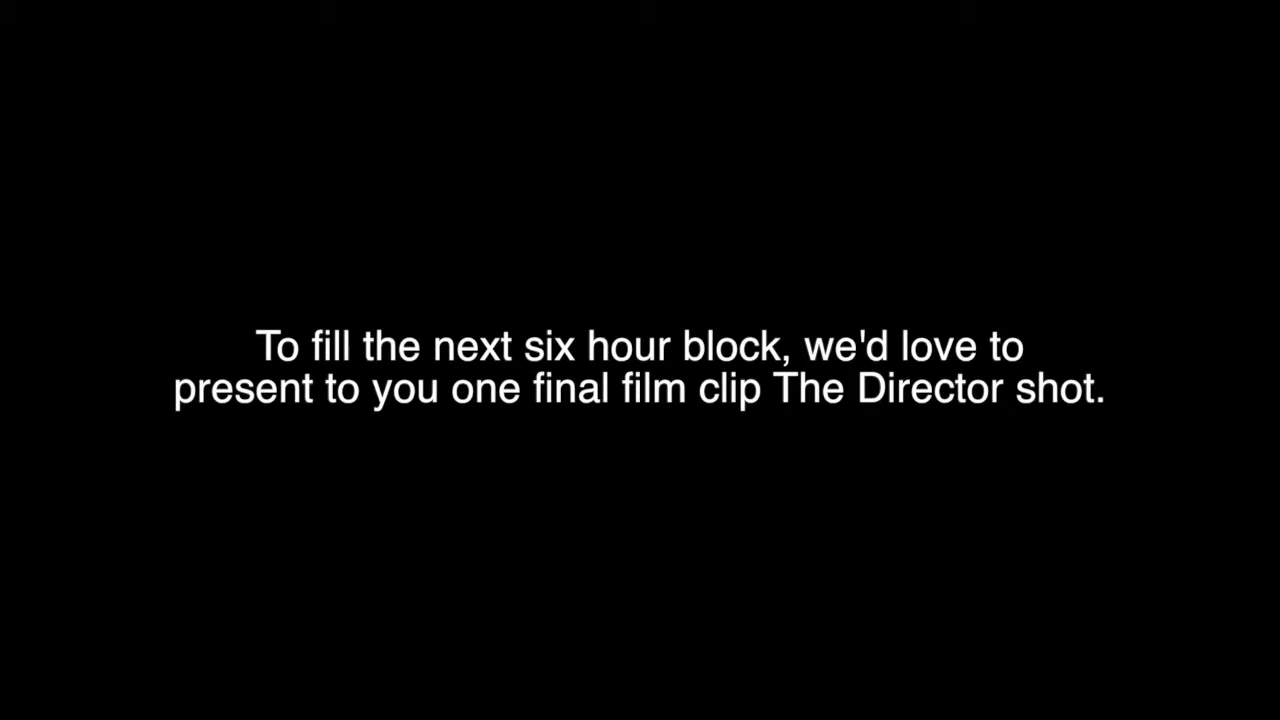 To fill the next six hour block, we'd love to
present to you one final film clip The Director shot.